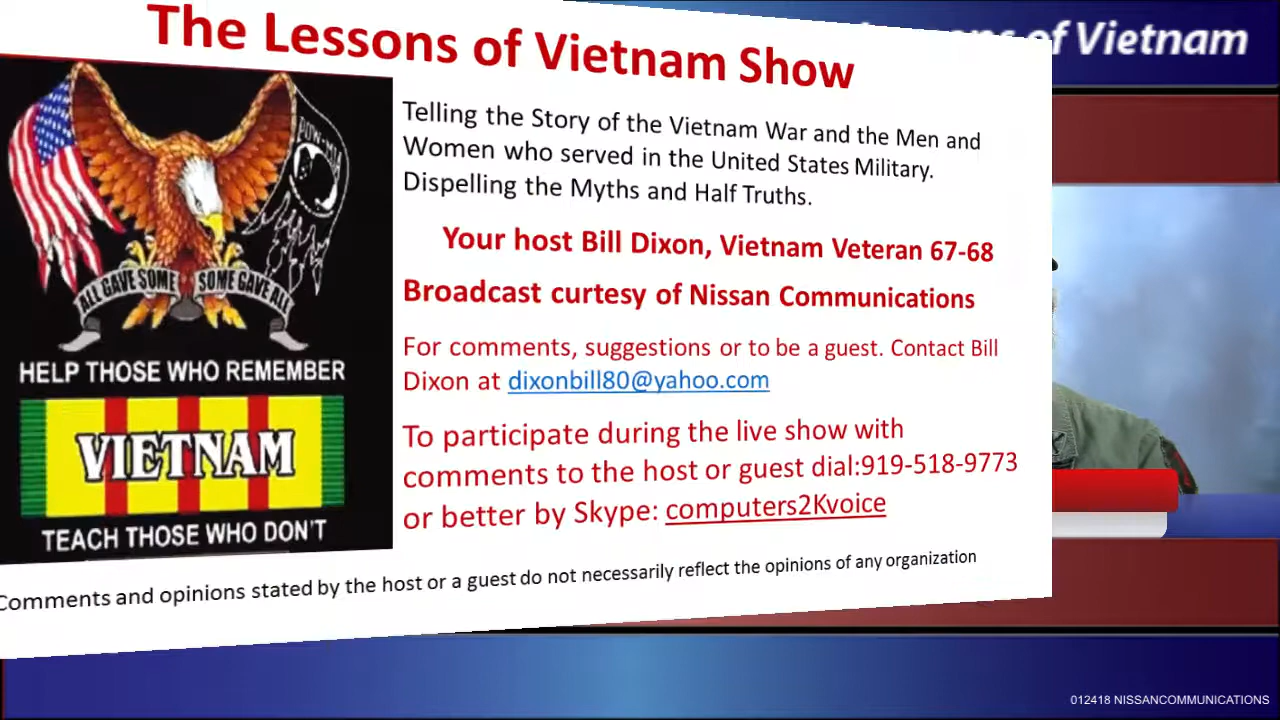 The Lessons of Vietnam Show
of Vietnam
Telling the Story of the Vietnam War and the Men and
Women who served in the United States Military.
Dispelling the Myths and Half Truths.
Your host Bill Dixon, Vietnam Veteran 67-68
Broadcast curtesy of Nissan Communications
For comments, suggestions or to be a guest. Contact Bill
Dixon at dixonbill80@yahoo.com
To participate during the live show with
comments to the host or guest dial:919-518-9773
or better by Skype: computers2Kvoice
Comments and opinions stated by the host or a guest do not necessarily reflect the opinions of any organization
POW★MIA
ALL GAVE SOME SOME GAVE ALL
HELP THOSE WHO REMEMBER
VIETNAM
TEACH THOSE WHO DON'T
012418 NISSANCOMMUNICATIONS